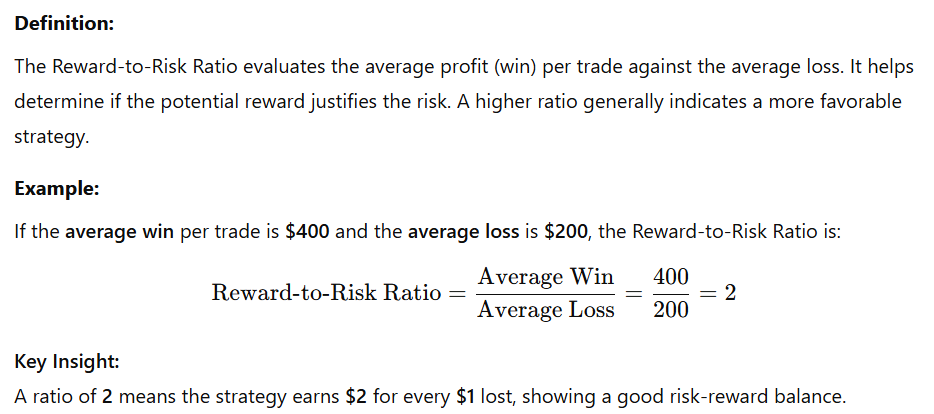 Definition:
The Reward-to-Risk Ratio evaluates the average profit (win) per trade against the average loss. It helps
determine if the potential reward justifies the risk. A higher ratio generally indicates a more favorable
strategy.
Example:
If the average win per trade is $400 and the average loss is $200, the Reward-to-Risk Ratio is:
Reward-to-Risk Ratio = Average Win / Average Loss = 400 / 200 = 2
Key Insight:
A ratio of 2 means the strategy earns $2 for every $1 lost, showing a good risk-reward balance.